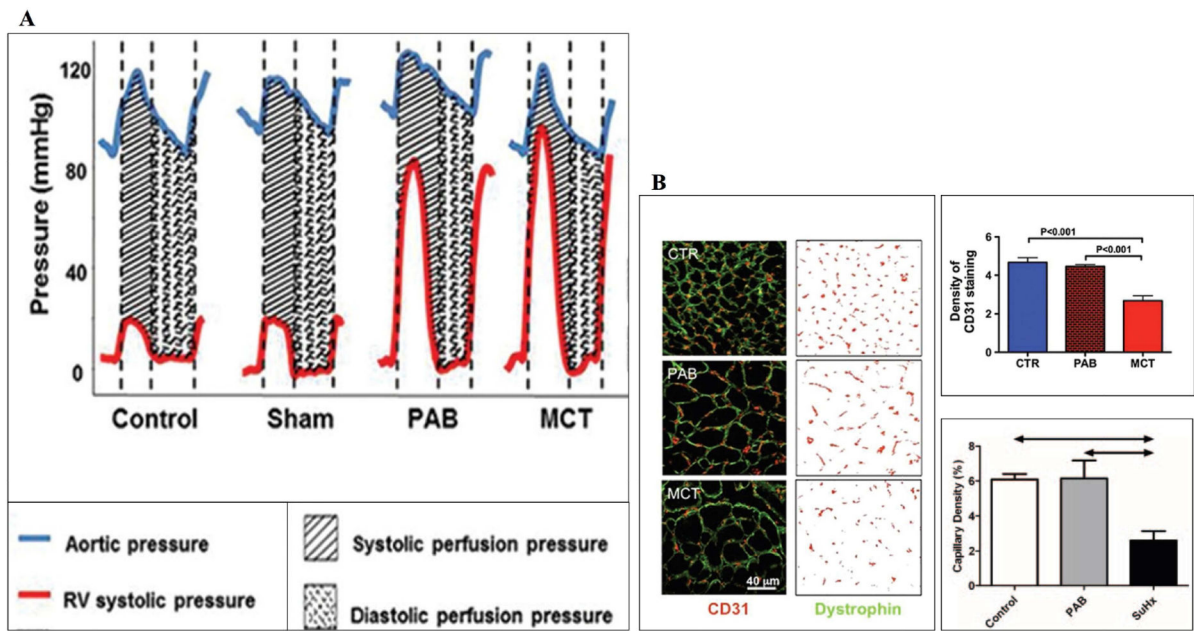 A
Pressure (mmHg)
120
80
40
0
Control
Sham
PAB
MCT
Aortic pressure
RV systolic pressure
Systolic perfusion pressure
Diastolic perfusion pressure
B
CTR
PAB
MCT
40 µm
CD31
Dystrophin
Density of
CD31 staining
6
4
2
0
P<0.001
P<0.001
CTR
PAB
MCT
Capillary Density (%)
8
6
4
2
0
Control
PAB
SuHx